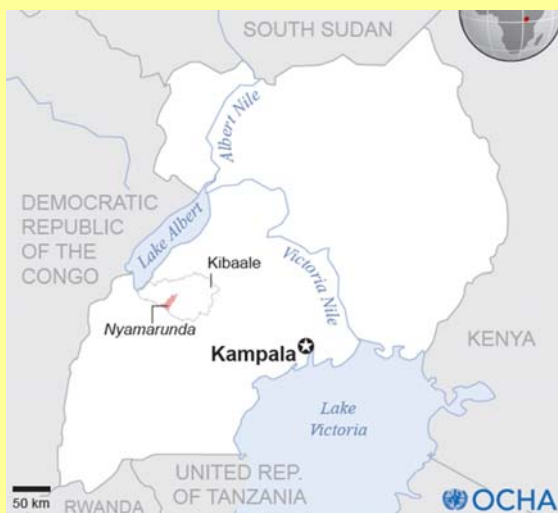 SOUTH SUDAN
Albert Nile
DEMOCRATIC
REPUBLIC
OF THE
CONGO
Lake Albert
Kibaale
Victoria Nile
Nyamarunda
Kampala
KENYA
Lake
Victoria
50 km
RWANDA
UNITED REP.
OF TANZANIA
OCHA